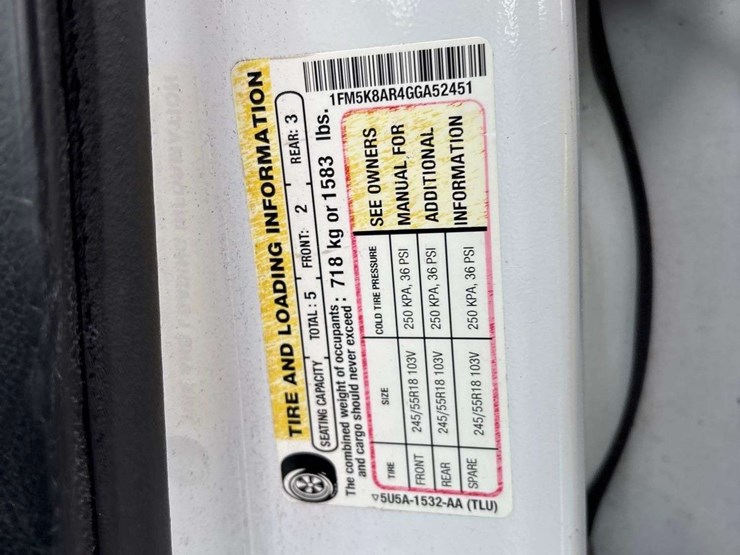 TIRE AND LOADING INFORMATION
SEATING CAPACITY TOTAL: 5 FRONT: 2 REAR: 3
The combined weight of occupants and cargo should never exceed: 718 kg or 1583 lbs.
TIRE SIZE COLD TIRE PRESSURE
FRONT 245/55R18 103V 250 KPA, 36 PSI
REAR 245/55R18 103V 250 KPA, 36 PSI
SPARE 245/55R18 103V 250 KPA, 36 PSI
SEE OWNERS
MANUAL FOR
ADDITIONAL
INFORMATION
5U5A-1532-AA (TLU)
1FM5K8AR4GGA52451